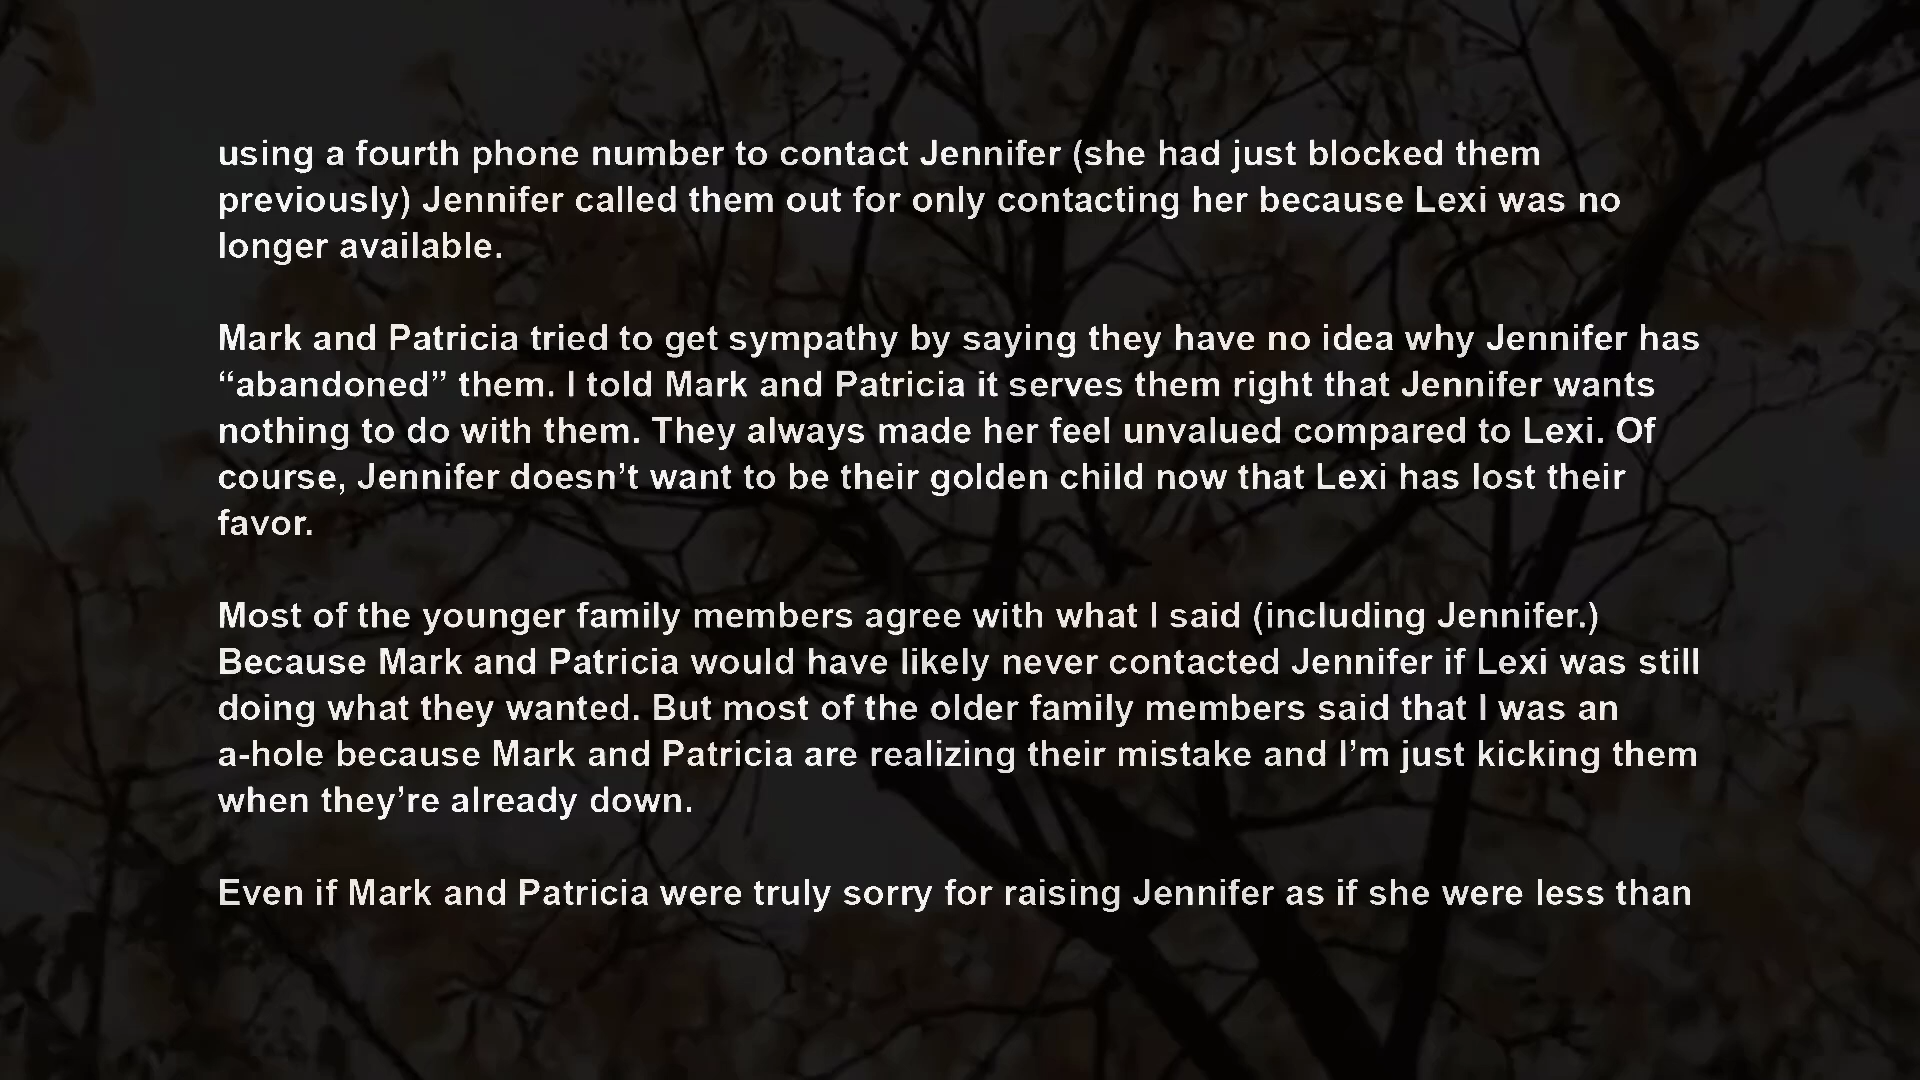 using a fourth phone number to contact Jennifer (she had just blocked them
previously) Jennifer called them out for only contacting her because Lexi was no
longer available.
Mark and Patricia tried to get sympathy by saying they have no idea why Jennifer has
“abandoned” them. I told Mark and Patricia it serves them right that Jennifer wants
nothing to do with them. They always made her feel unvalued compared to Lexi. Of
course, Jennifer doesn’t want to be their golden child now that Lexi has lost their
favor.
Most of the younger family members agree with what I said (including Jennifer.)
Because Mark and Patricia would have likely never contacted Jennifer if Lexi was still
doing what they wanted. But most of the older family members said that I was an
a-hole because Mark and Patricia are realizing their mistake and I’m just kicking them
when they’re already down.
Even if Mark and Patricia were truly sorry for raising Jennifer as if she were less than